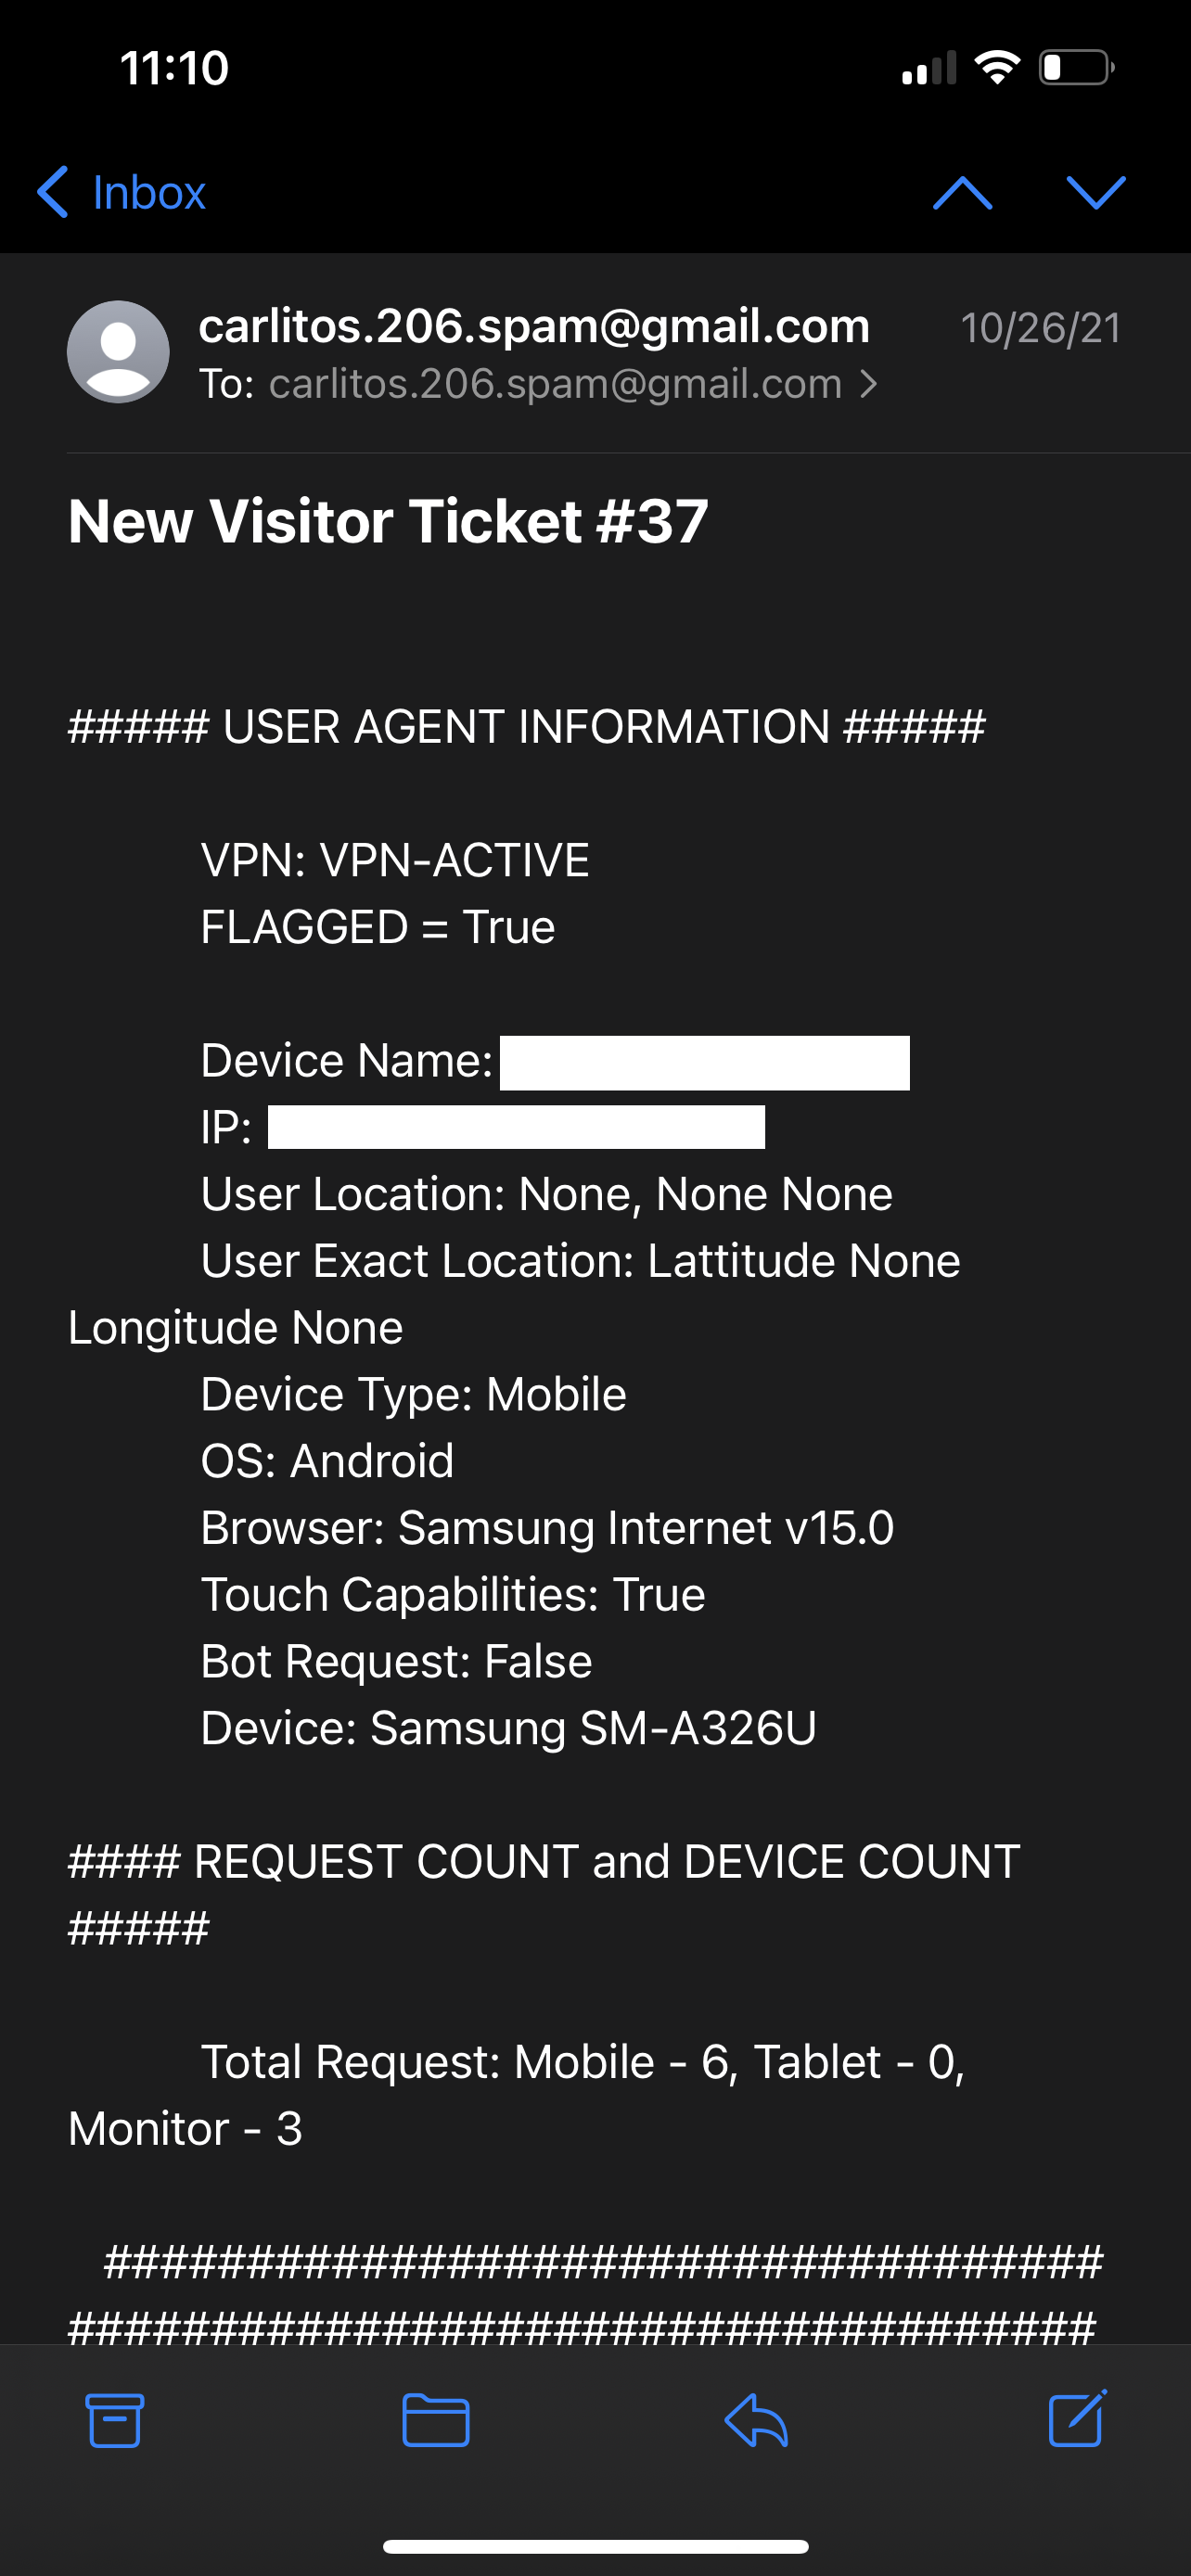 11:10
Inbox
carlitos.206.spam@gmail.com 10/26/21
To: carlitos.206.spam@gmail.com
New Visitor Ticket #37
##### USER AGENT INFORMATION #####
VPN: VPN-ACTIVE
FLAGGED = True
Device Name:
IP:
User Location: None, None None
User Exact Location: Lattitude None
Longitude None
Device Type: Mobile
OS: Android
Browser: Samsung Internet v15.0
Touch Capabilities: True
Bot Request: False
Device: Samsung SM-A326U
#### REQUEST COUNT and DEVICE COUNT
#####
Total Request: Mobile - 6, Tablet - 0,
Monitor - 3
###################################
####################################